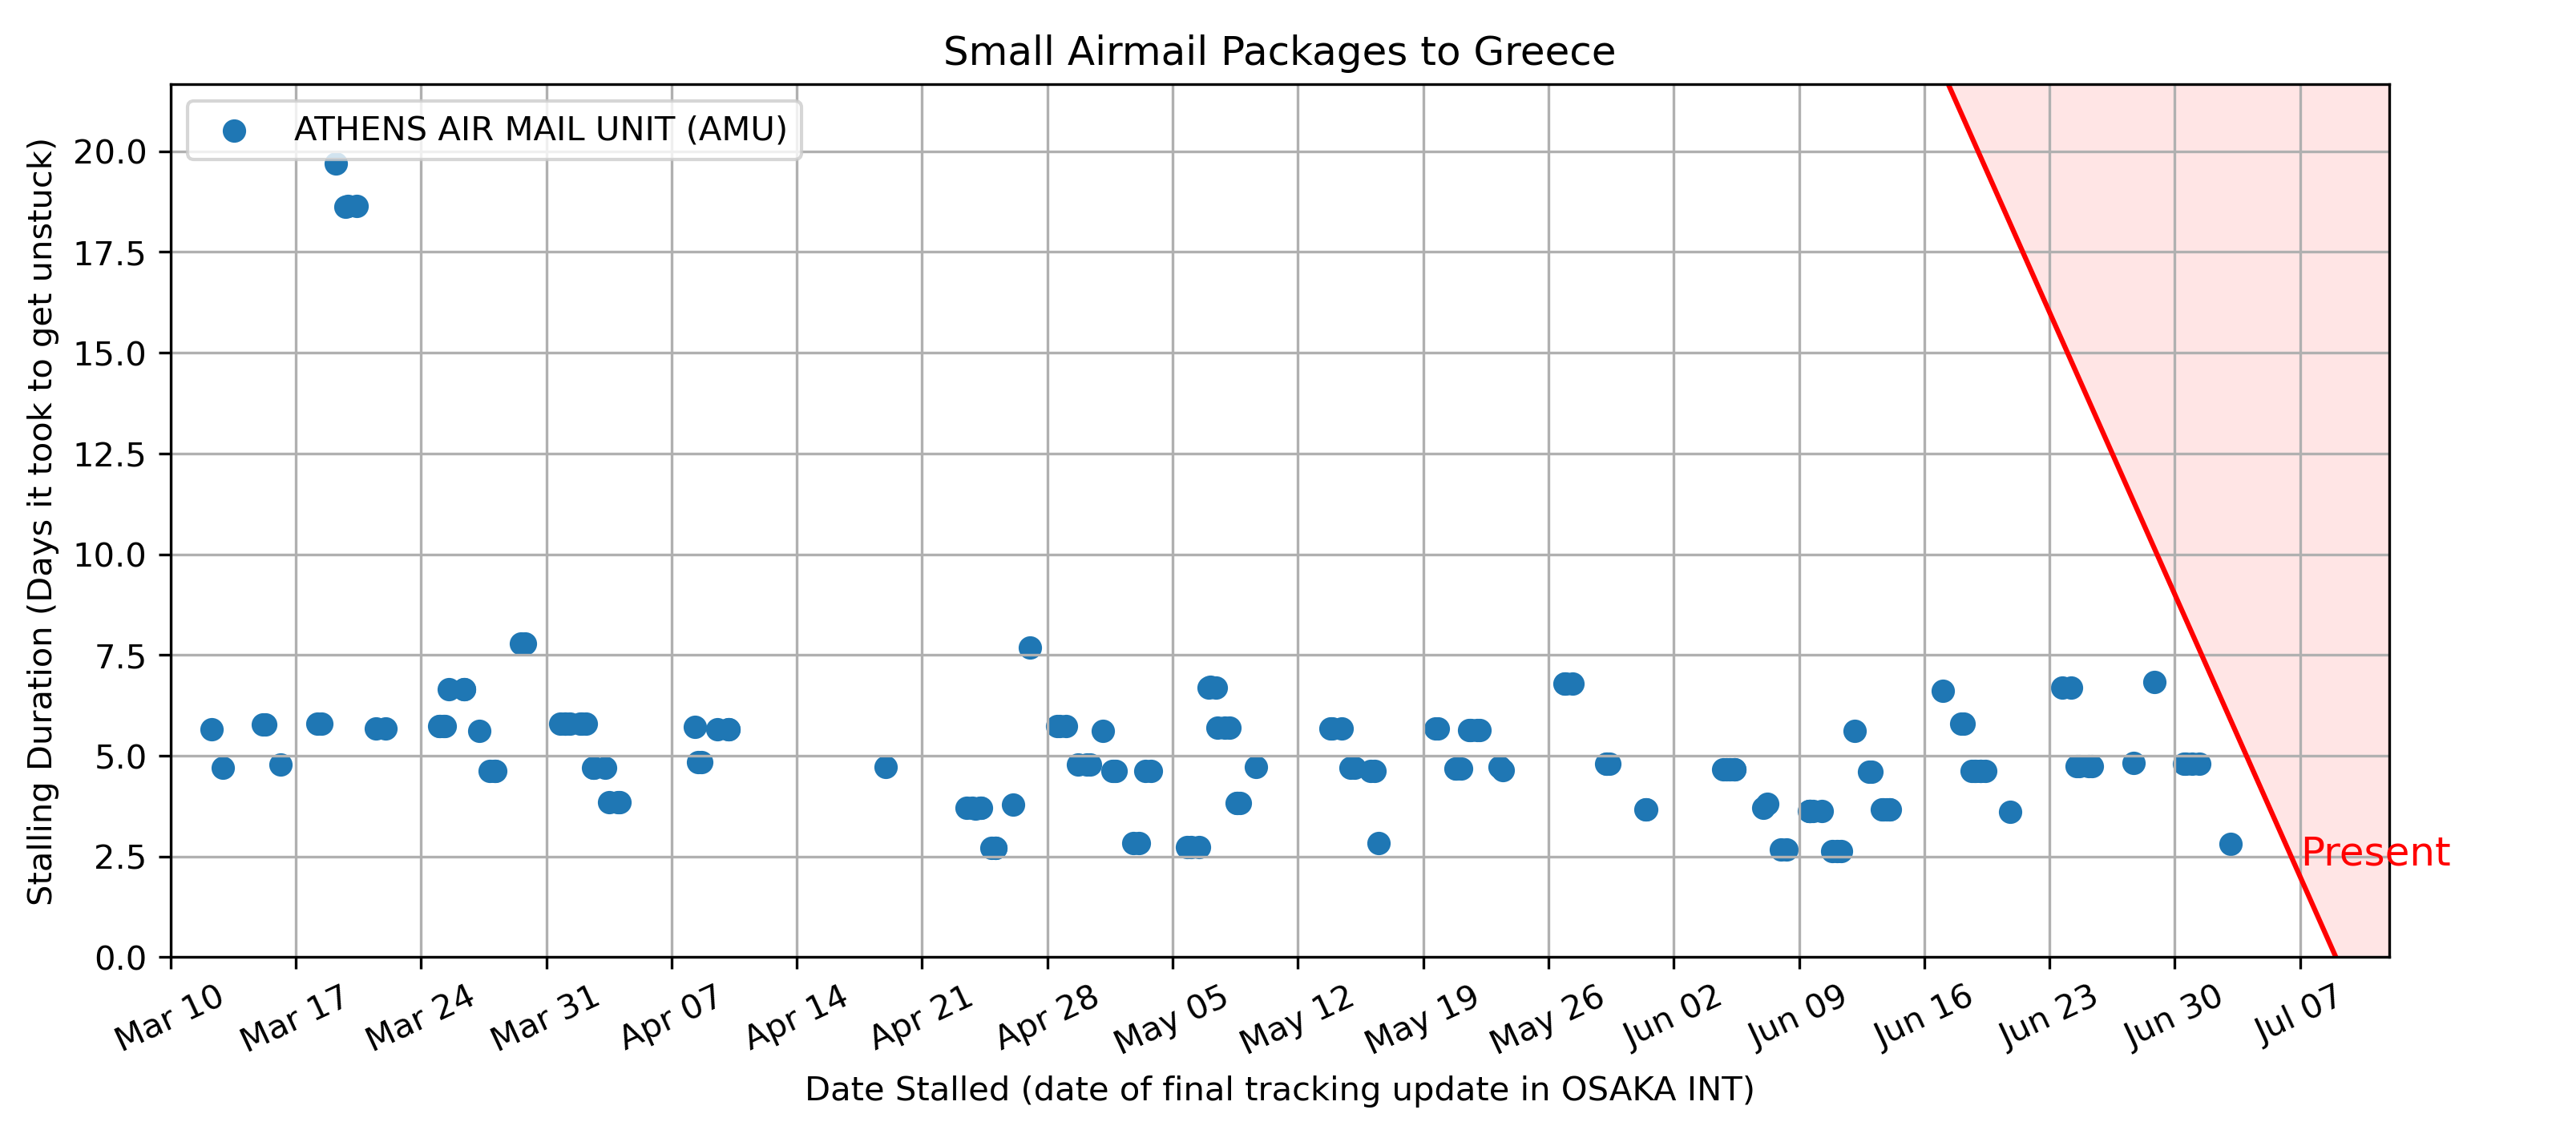 Small Airmail Packages to Greece
ATHENS AIR MAIL UNIT (AMU)
Stalling Duration (Days it took to get unstuck)
20.0
17.5
15.0
12.5
10.0
7.5
5.0
2.5
0.0
Present
Mar 10
Mar 17
Mar 24
Mar 31
Apr 07
Apr 14
Apr 21
Apr 28
May 05
May 12
May 19
May 26
Jun 02
Jun 09
Jun 16
Jun 23
Jun 30
Jul 07
Date Stalled (date of final tracking update in OSAKA INT)